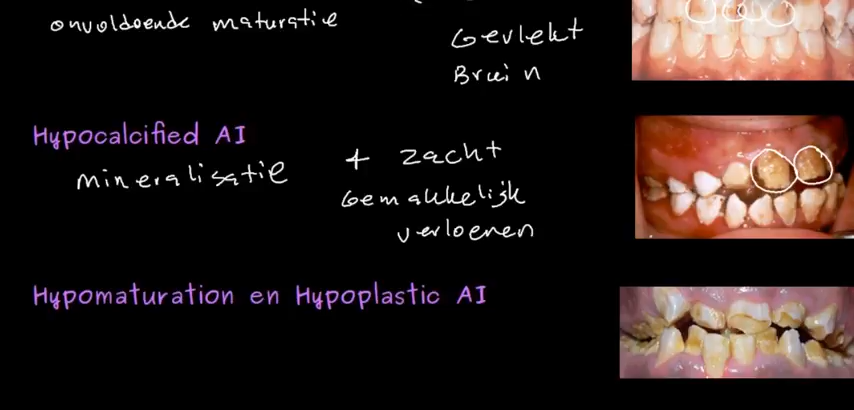 onvoldoende maturatie
Gevlekt
Bruin
Hypocalcified AI
mineralisatie
+ zacht
Gemakkelijk
verloenen
Hypomaturation en Hypoplastic AI